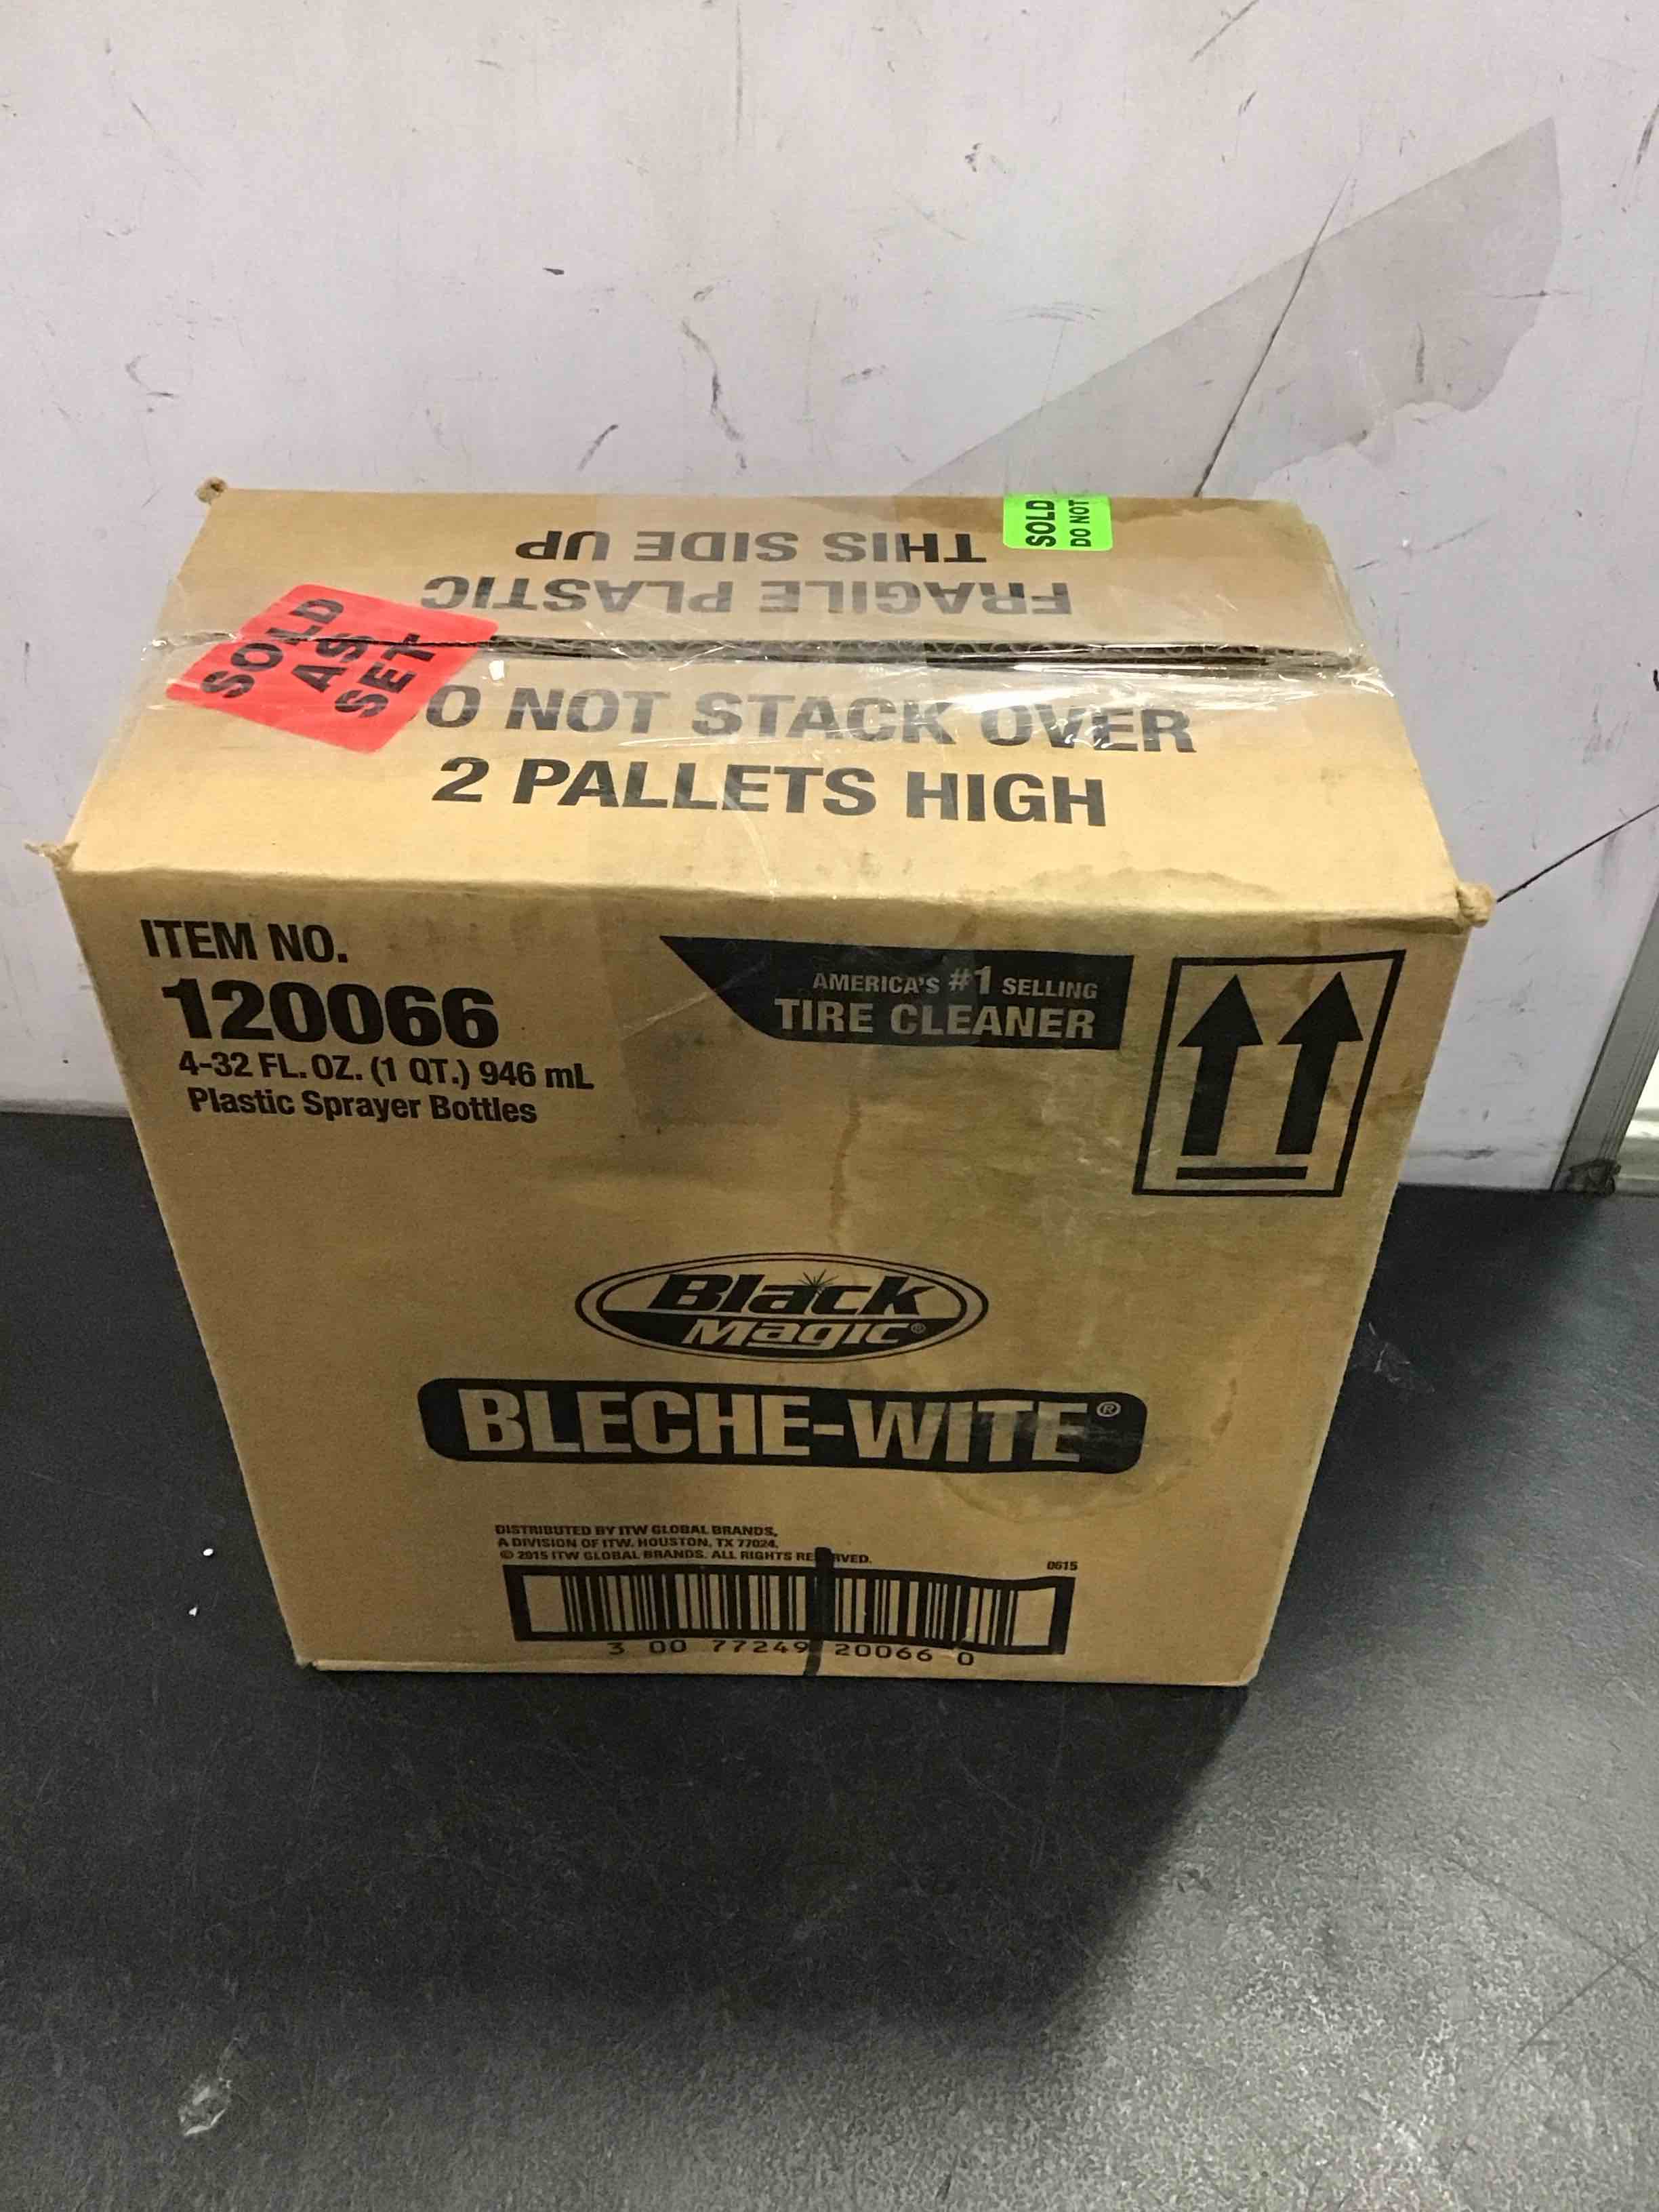 THIS SIDE UP
FRAGILE PLASTIC
SOLD
DO NOT
SOLD
AS
SET
O NOT STACK OVER
2 PALLETS HIGH
ITEM NO.
120066
4-32 FL. OZ. (1 QT.) 946 mL
Plastic Sprayer Bottles
AMERICA'S #1 SELLING
TIRE CLEANER
Black
Magic®
BLECHE-WITE®
DISTRIBUTED BY ITW GLOBAL BRANDS,
A DIVISION OF ITW. HOUSTON, TX 77024.
© 2015 ITW GLOBAL BRANDS. ALL RIGHTS RE RVED.
0615
3 00 77249 20066 0